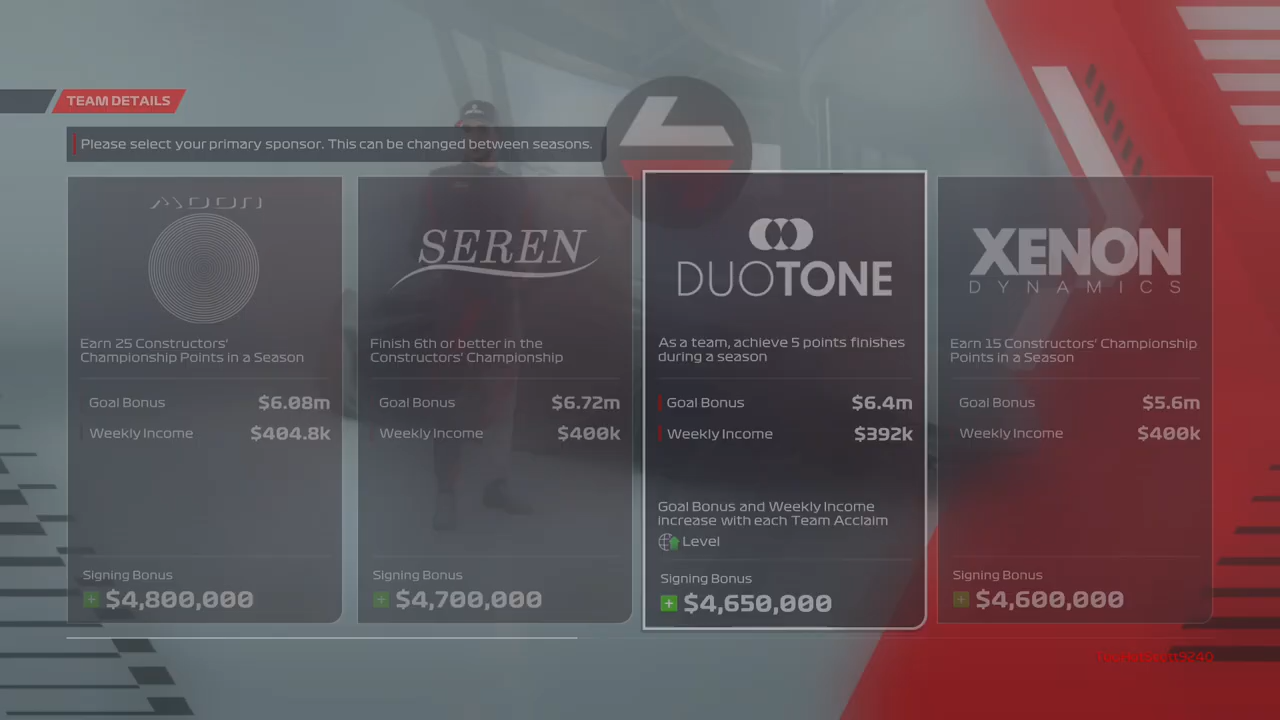 TEAM DETAILS
Please select your primary sponsor. This can be changed between seasons.
Earn 25 Constructors'
Championship Points in a Season
Goal Bonus $6.08m
Weekly Income $404.8k
Signing Bonus
$4,800,000
SEREN
Finish 6th or better in the
Constructors' Championship
Goal Bonus $6.72m
Weekly Income $400k
Signing Bonus
$4,700,000
DUOTONE
As a team, achieve 5 points finishes
during a season
Goal Bonus $6.4m
Weekly Income $392k
Goal Bonus and Weekly Income
increase with each Team Acclaim
Level
Signing Bonus
$4,650,000
XENON
DYNAMICS
Earn 15 Constructors' Championship
Points in a Season
Goal Bonus $5.6m
Weekly Income $400k
Signing Bonus
$4,600,000